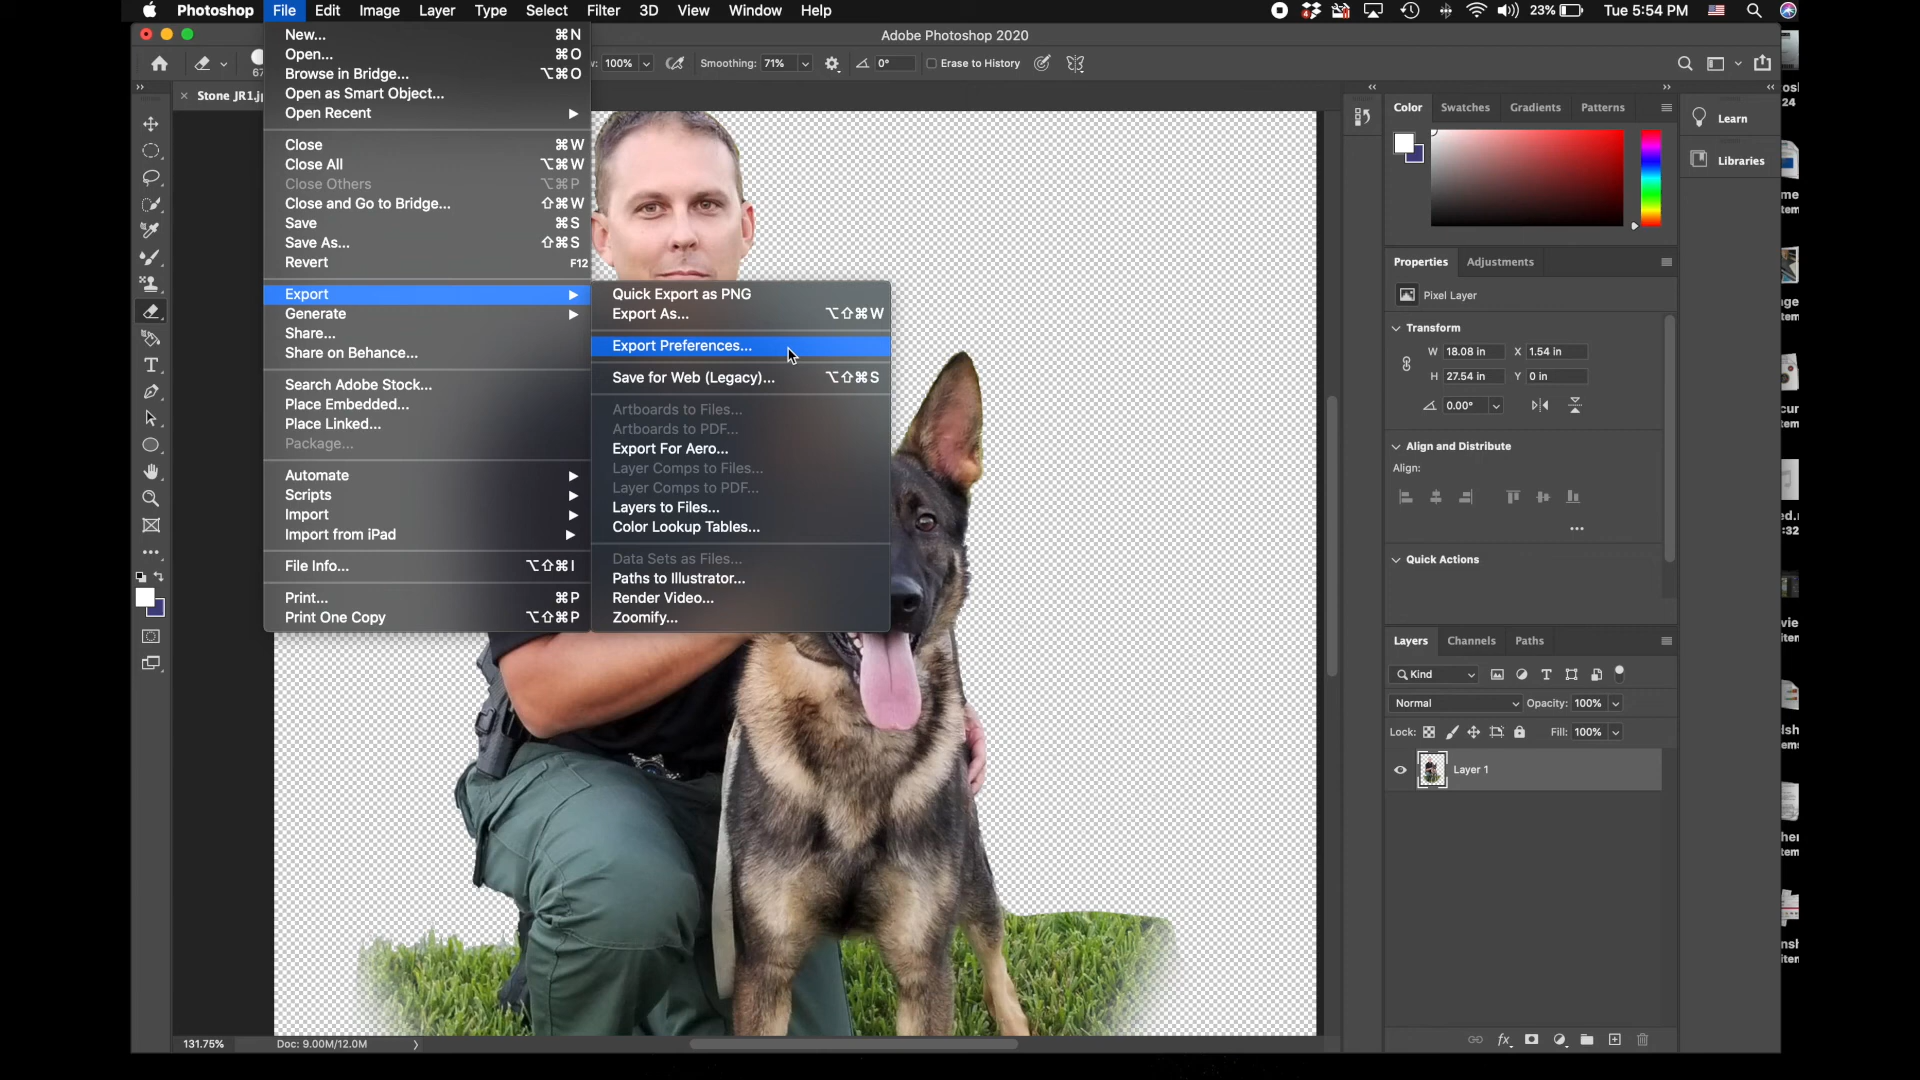 Photoshop File Edit Image Layer Type Select Filter 3D View Window Help
4 23% Tue 5:54 PM
Adobe Photoshop 2020
100% Smoothing: 71% 0° Erase to History
Stone JR1.j
New... ⌘N
Open... ⌘O
Browse in Bridge... ⌥⌘O
Open as Smart Object...
Open Recent
Close ⌘W
Close All ⌥⌘W
Close Others ⌥⌘P
Close and Go to Bridge... ⇧⌘W
Save ⌘S
Save As... ⇧⌘S
Revert F12
Export
Generate
Share...
Share on Behance...
Search Adobe Stock...
Place Embedded...
Place Linked...
Package...
Automate
Scripts
Import
Import from iPad
File Info... ⌥⇧⌘I
Print... ⌘P
Print One Copy ⌥⇧⌘P
Quick Export as PNG
Export As... ⌥⇧⌘W
Export Preferences...
Save for Web (Legacy)... ⌥⇧⌘S
Artboards to Files...
Artboards to PDF...
Export For Aero...
Layer Comps to Files...
Layer Comps to PDF...
Layers to Files...
Color Lookup Tables...
Data Sets as Files...
Paths to Illustrator...
Render Video...
Zoomify...
Color Swatches Gradients Patterns
Learn
Libraries
Properties Adjustments
Pixel Layer
Transform
W 18.08 in X 1.54 in
H 27.54 in Y 0 in
0.00°
Align and Distribute
Align:
Quick Actions
Layers Channels Paths
Kind
Normal Opacity: 100%
Lock: Fill: 100%
Layer 1
131.75% Doc: 9.00M/12.0M